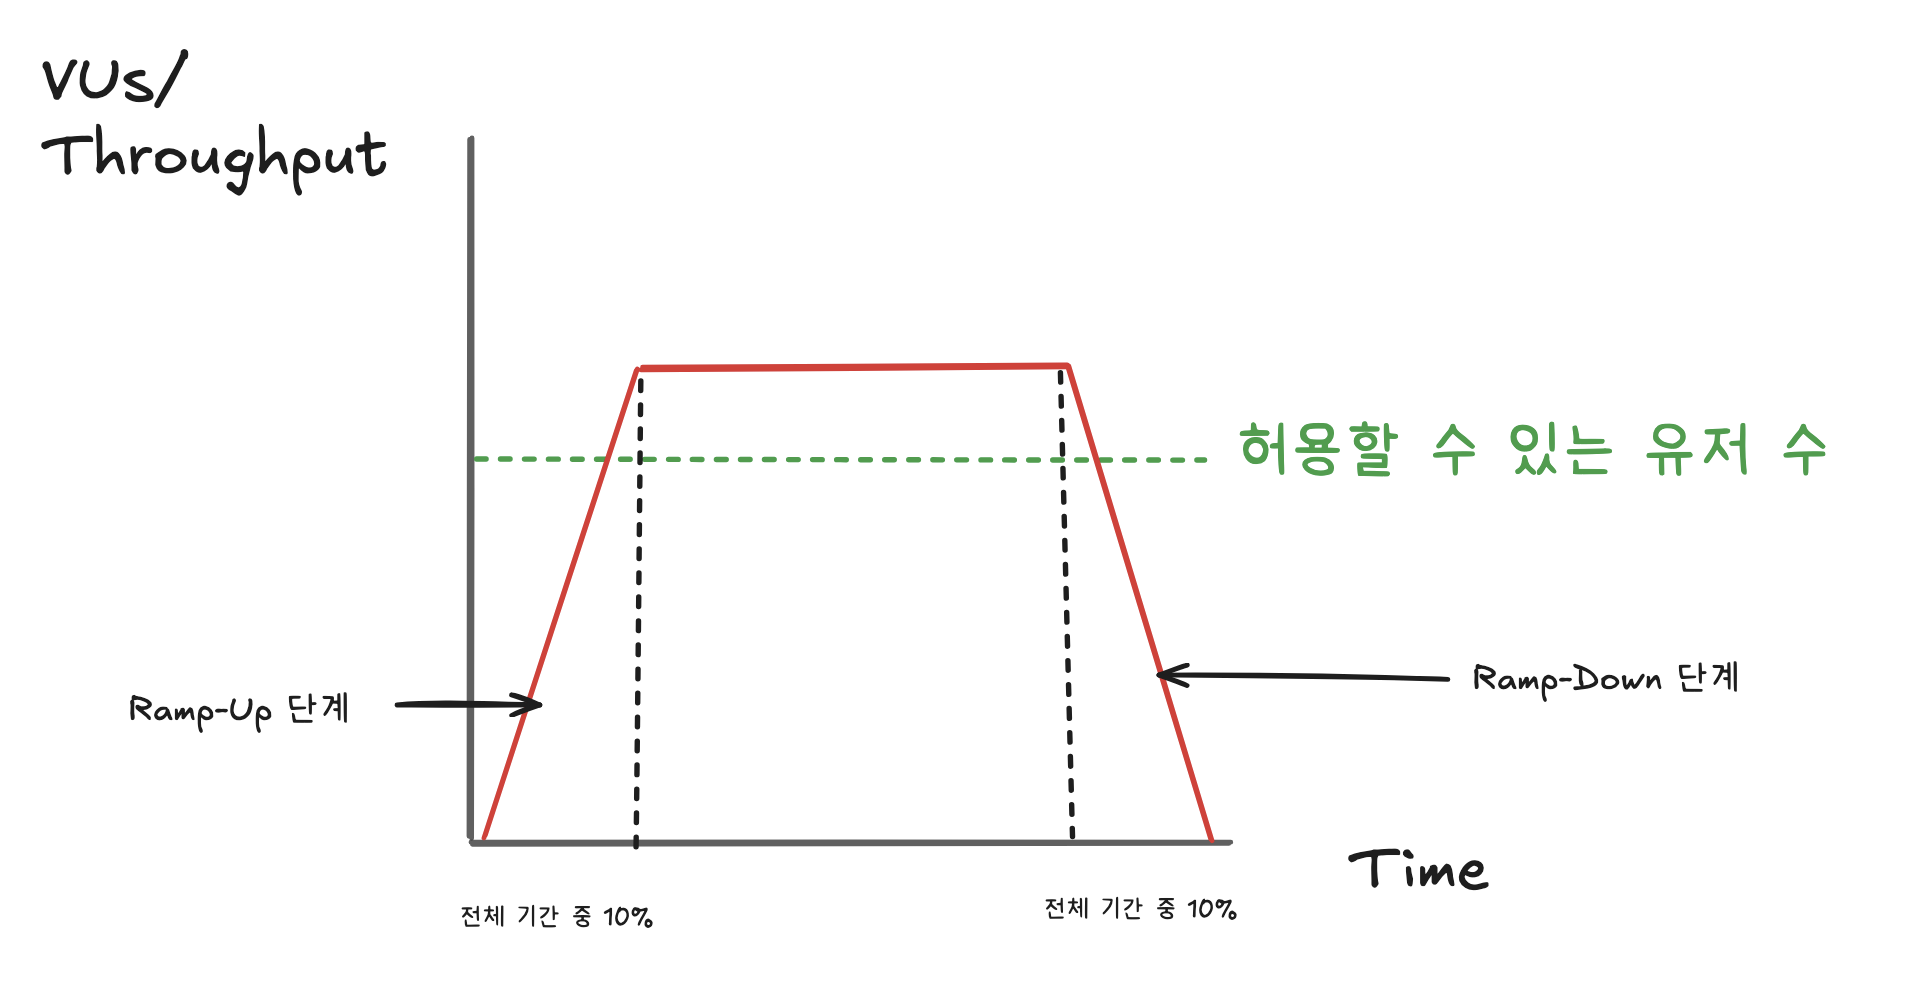 VUs/
Throughput
허용할 수 있는 유저 수
Ramp-Up 단계
Ramp-Down 단계
Time
전체 기간 중 10%
전체 기간 중 10%